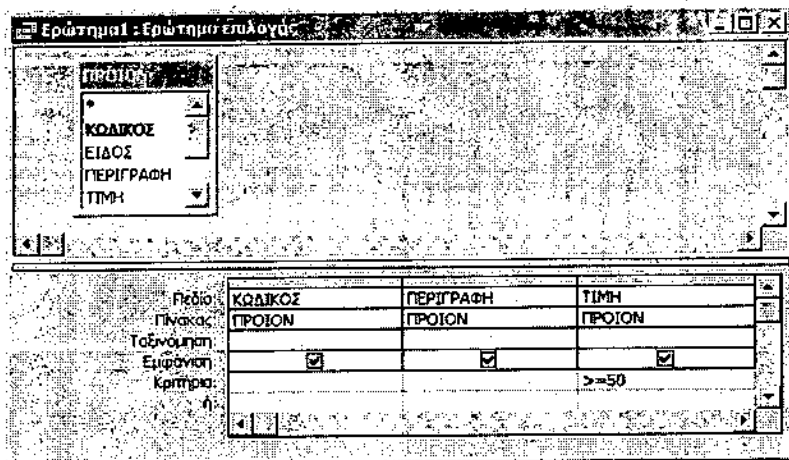 Ερώτημα1 : Ερώτημα επιλογής
ΠΡΟΙΟΝ
*
ΚΩΔΙΚΟΣ
ΕΙΔΟΣ
ΠΕΡΙΓΡΑΦΗ
ΤΙΜΗ
Πεδίο: ΚΩΔΙΚΟΣ ΠΕΡΙΓΡΑΦΗ ΤΙΜΗ
Πίνακας: ΠΡΟΙΟΝ ΠΡΟΙΟΝ ΠΡΟΙΟΝ
Ταξινόμηση:
Εμφάνιση:
Κριτήρια: >=50
ή: